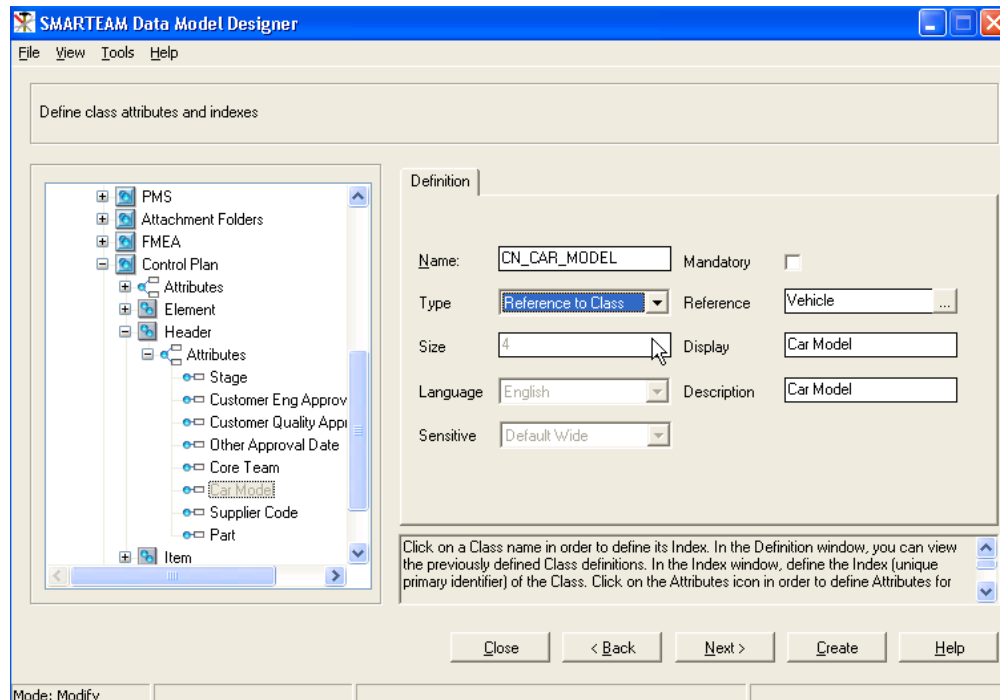 SMARTEAM Data Model Designer
File View Tools Help
Define class attributes and indexes
PMS
Attachment Folders
FMEA
Control Plan
Attributes
Element
Header
Attributes
Stage
Customer Eng Approv
Customer Quality Appr
Other Approval Date
Core Team
Car Model
Supplier Code
Part
Item
Definition
Name: CN_CAR_MODEL Mandatory
Type Reference to Class Reference Vehicle ...
Size 4 Display Car Model
Language English Description Car Model
Sensitive Default Wide
Click on a Class name in order to define its Index. In the Definition window, you can view
the previously defined Class definitions. In the Index window, define the Index (unique
primary identifier) of the Class. Click on the Attributes icon in order to define Attributes for
Close < Back Next > Create Help
Mode: Modify